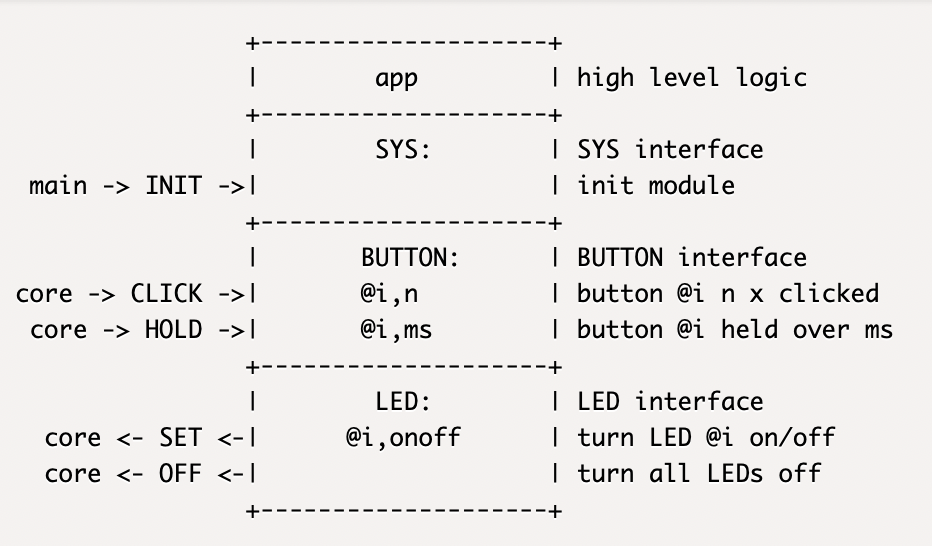 +--------------------+
               |        app         | high level logic
               +--------------------+
               |        SYS:        | SYS interface
main -> INIT ->|                    | init module
               +--------------------+
               |       BUTTON:      | BUTTON interface
core -> CLICK ->|       @i,n         | button @i n x clicked
core -> HOLD ->|       @i,ms        | button @i held over ms
               +--------------------+
               |        LED:        | LED interface
core <- SET <-|      @i,onoff      | turn LED @i on/off
core <- OFF <-|                    | turn all LEDs off
               +--------------------+